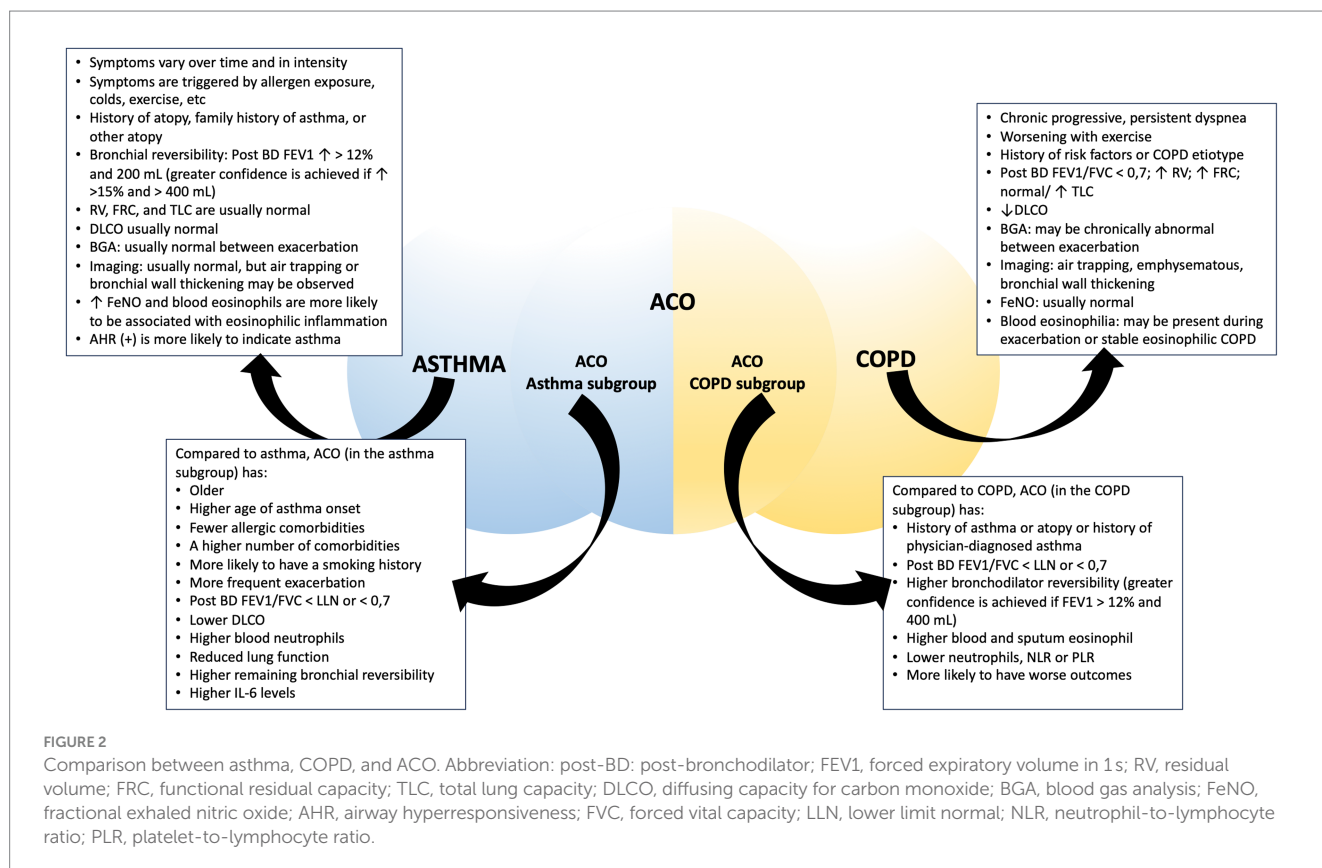 • Symptoms vary over time and in intensity
• Symptoms are triggered by allergen exposure,
colds, exercise, etc
• History of atopy, family history of asthma, or
other atopy
• Bronchial reversibility: Post BD FEV1 ↑ > 12%
and 200 mL (greater confidence is achieved if ↑
>15% and > 400 mL)
• RV, FRC, and TLC are usually normal
• DLCO usually normal
• BGA: usually normal between exacerbation
• Imaging: usually normal, but air trapping or
bronchial wall thickening may be observed
• ↑ FeNO and blood eosinophils are more likely
to be associated with eosinophilic inflammation
• AHR (+) is more likely to indicate asthma
• Chronic progressive, persistent dyspnea
• Worsening with exercise
• History of risk factors or COPD etiotype
• Post BD FEV1/FVC < 0,7; ↑ RV; ↑ FRC;
normal/ ↑ TLC
• ↓DLCO
• BGA: may be chronically abnormal
between exacerbation
• Imaging: air trapping, emphysematous,
bronchial wall thickening
• FeNO: usually normal
• Blood eosinophilia: may be present during
exacerbation or stable eosinophilic COPD
ACO
ASTHMA
ACO
Asthma subgroup
ACO
COPD subgroup
COPD
Compared to asthma, ACO (in the asthma
subgroup) has:
• Older
• Higher age of asthma onset
• Fewer allergic comorbidities
• A higher number of comorbidities
• More likely to have a smoking history
• More frequent exacerbation
• Post BD FEV1/FVC < LLN or < 0,7
• Lower DLCO
• Higher blood neutrophils
• Reduced lung function
• Higher remaining bronchial reversibility
• Higher IL-6 levels
Compared to COPD, ACO (in the COPD
subgroup) has:
• History of asthma or atopy or history of
physician-diagnosed asthma
• Post BD FEV1/FVC < LLN or < 0,7
• Higher bronchodilator reversibility (greater
confidence is achieved if FEV1 > 12% and
400 mL)
• Higher blood and sputum eosinophil
• Lower neutrophils, NLR or PLR
• More likely to have worse outcomes
FIGURE 2
Comparison between asthma, COPD, and ACO. Abbreviation: post-BD: post-bronchodilator; FEV1, forced expiratory volume in 1 s; RV, residual
volume; FRC, functional residual capacity; TLC, total lung capacity; DLCO, diffusing capacity for carbon monoxide; BGA, blood gas analysis; FeNO,
fractional exhaled nitric oxide; AHR, airway hyperresponsiveness; FVC, forced vital capacity; LLN, lower limit normal; NLR, neutrophil-to-lymphocyte
ratio; PLR, platelet-to-lymphocyte ratio.